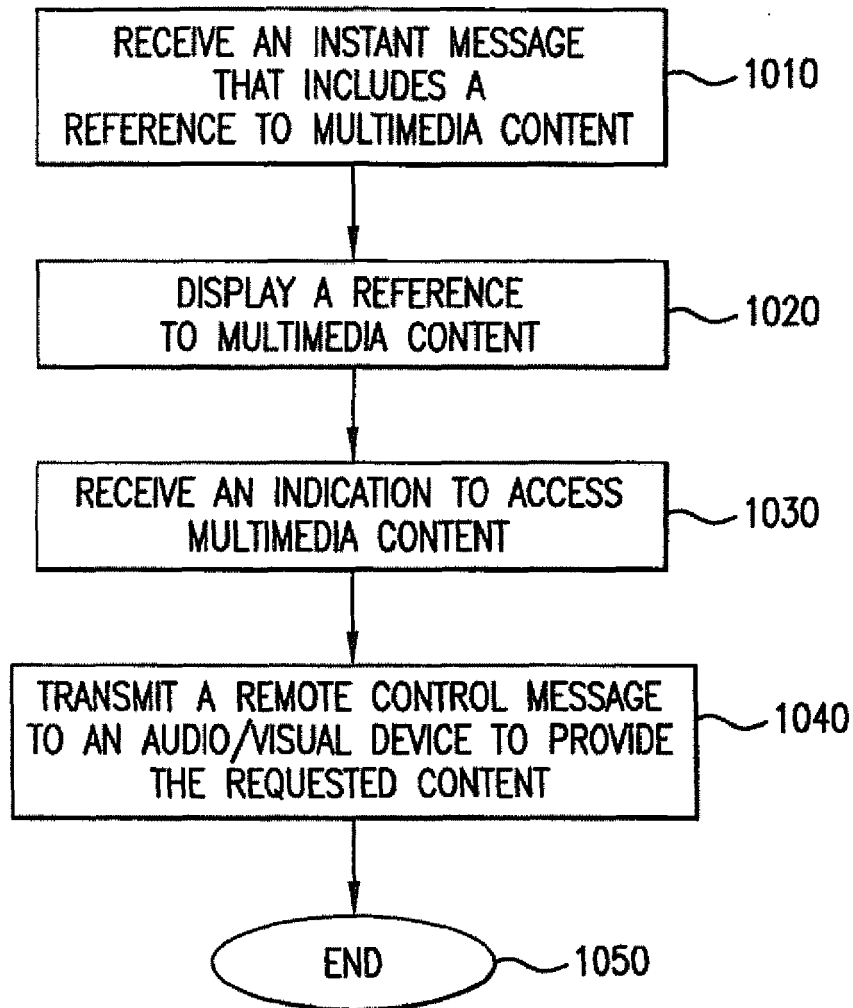 RECEIVE AN INSTANT MESSAGE
THAT INCLUDES A
REFERENCE TO MULTIMEDIA CONTENT
1010
DISPLAY A REFERENCE
TO MULTIMEDIA CONTENT
1020
RECEIVE AN INDICATION TO ACCESS
MULTIMEDIA CONTENT
1030
TRANSMIT A REMOTE CONTROL MESSAGE
TO AN AUDIO/VISUAL DEVICE TO PROVIDE
THE REQUESTED CONTENT
1040
END
1050